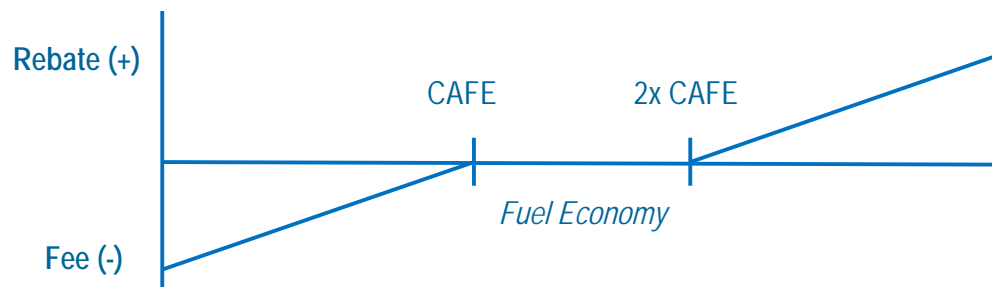 Rebate (+)
CAFE
2x CAFE
Fuel Economy
Fee (-)